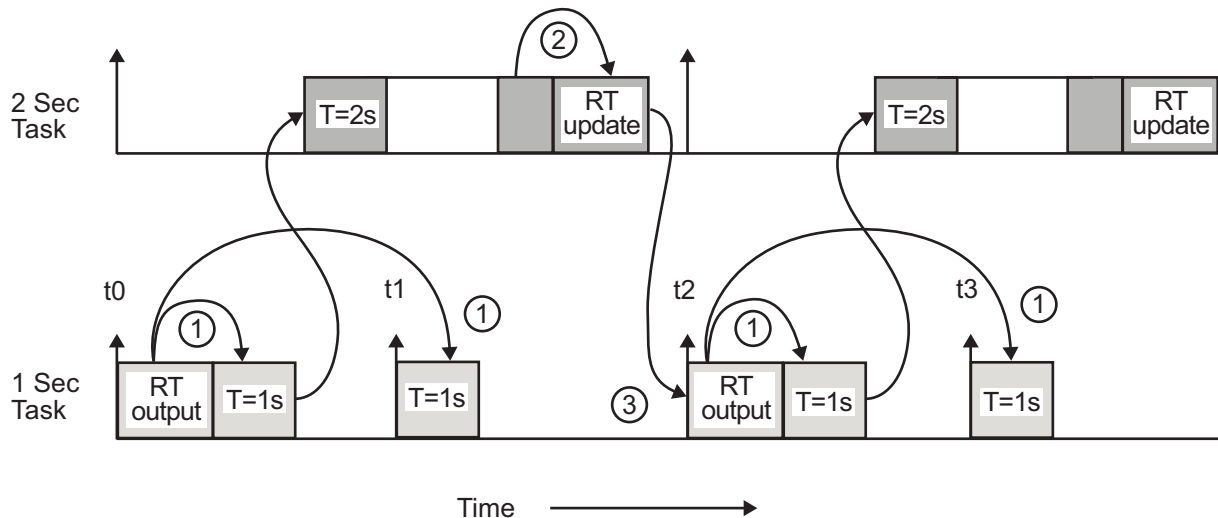 2
2 Sec
Task
T=2s
RT
update
T=2s
RT
update
t0
t1
t2
t3
1
1
1
1
3
1 Sec
Task
RT
output
T=1s
T=1s
RT
output
T=1s
T=1s
Time